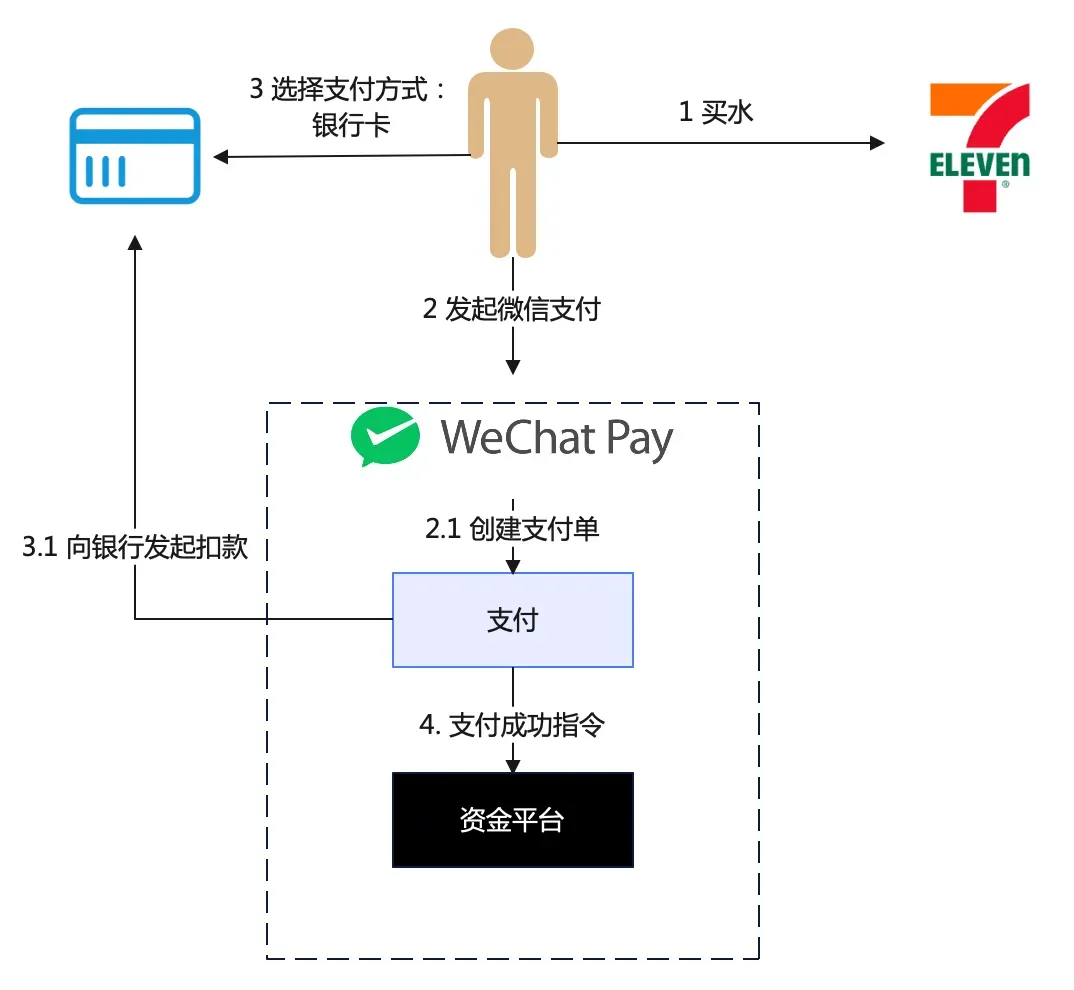 3 选择支付方式：
银行卡
1 买水
7
ELEVEN
®
2 发起微信支付
WeChat Pay
2.1 创建支付单
3.1 向银行发起扣款
支付
4. 支付成功指令
资金平台